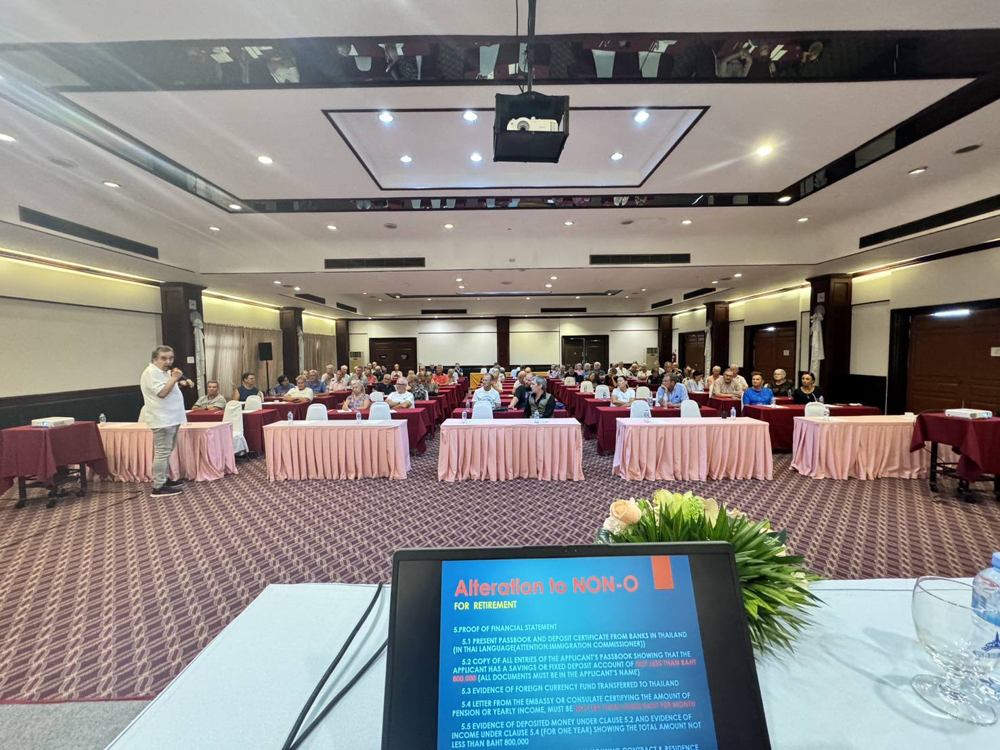 Alteration to NON-O
FOR RETIREMENT
5.PROOF OF FINANCIAL STATEMENT
5.1 PRESENT PASSBOOK AND DEPOSIT CERTIFICATE FROM BANKS IN THAILAND
(IN THAI LANGUAGE(ATTENTION:IMMIGRATION COMMISSIONER))
5.2 COPY OF ALL ENTRIES OF THE APPLICANT'S PASSBOOK SHOWING THAT THE
APPLICANT HAS A SAVINGS OR FIXED DEPOSIT ACCOUNT OF NOT LESS THAN BAHT
800,000 (ALL DOCUMENTS MUST BE IN THE APPLICANT'S NAME)
5.3 EVIDENCE OF FOREIGN CURRENCY FUND TRANSFERRED TO THAILAND
5.4 LETTER FROM THE EMBASSY OR CONSULATE CERTIFYING THE AMOUNT OF
PENSION OR YEARLY INCOME, MUST BE NOT LESS THAN BAHT PER MONTH
5.5 EVIDENCE OF DEPOSITED MONEY UNDER CLAUSE 5.2 AND EVIDENCE OF
INCOME UNDER CLAUSE 5.4 (FOR ONE YEAR) SHOWING THE TOTAL AMOUNT NOT
LESS THAN BAHT 800,000
CONTRACT & RESIDENCE